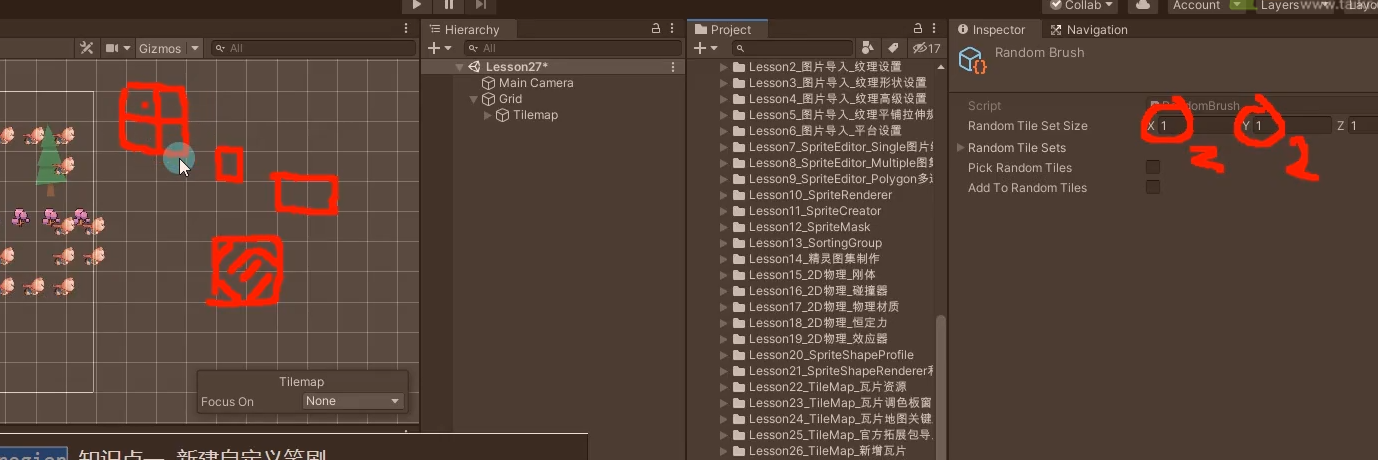 Collab
Account
Layers
www.ta
Gizmos
All
Hierarchy
All
Lesson27*
Main Camera
Grid
Tilemap
Project
17
Lesson2_图片导入_纹理设置
Lesson3_图片导入_纹理形状设置
Lesson4_图片导入_纹理高级设置
Lesson5_图片导入_纹理平铺拉伸
Lesson6_图片导入_平台设置
Lesson7_SpriteEditor_Single图片
Lesson8_SpriteEditor_Multiple图
Lesson9_SpriteEditor_Polygon多
Lesson10_SpriteRenderer
Lesson11_SpriteCreator
Lesson12_SpriteMask
Lesson13_SortingGroup
Lesson14_精灵图集制作
Lesson15_2D物理_刚体
Lesson16_2D物理_碰撞器
Lesson17_2D物理_物理材质
Lesson18_2D物理_恒定力
Lesson19_2D物理_效应器
Lesson20_SpriteShapeProfile
Lesson21_SpriteShapeRenderer
Lesson22_TileMap_瓦片资源
Lesson23_TileMap_瓦片调色板窗
Lesson24_TileMap_瓦片地图关键
Lesson25_TileMap_官方拓展包导
Lesson26_TileMap_新增瓦片
Inspector
Navigation
Random Brush
Script
RandomBrush
Random Tile Set Size
X 1
Y 1
Z 1
2
Random Tile Sets
Pick Random Tiles
Add To Random Tiles
Tilemap
Focus On
None
region 知识点一 新建自定义笔刷